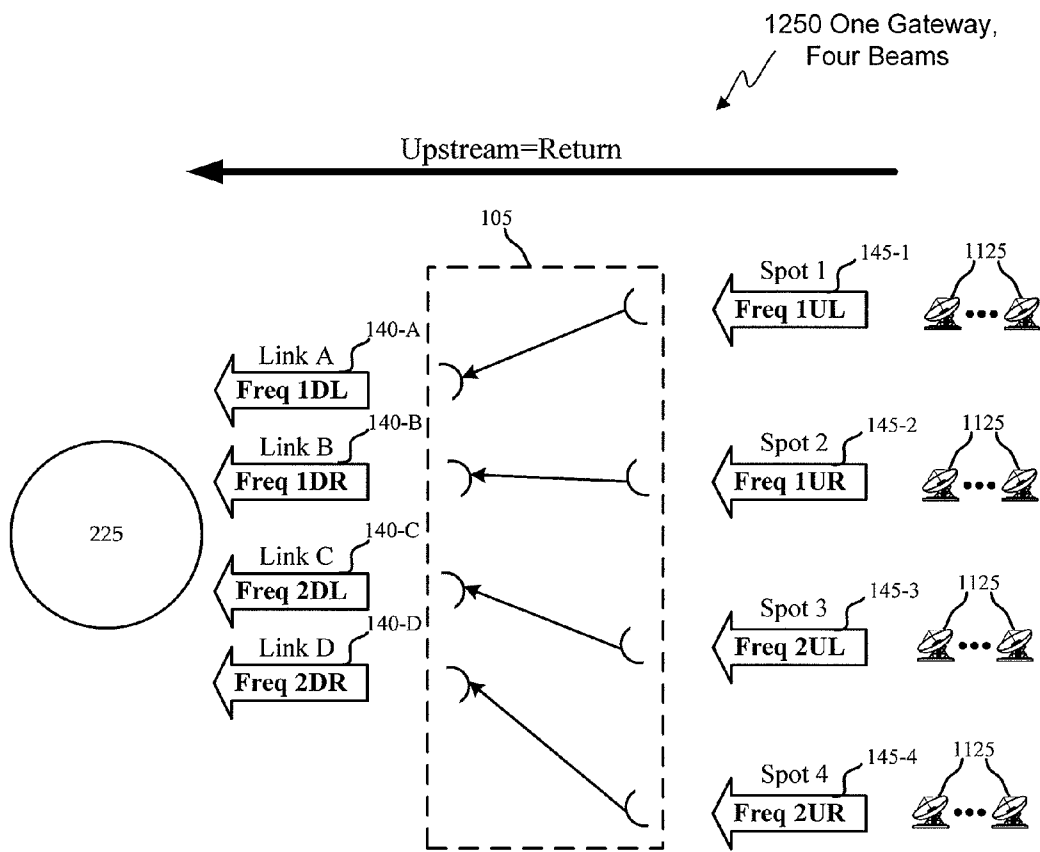 1250 One Gateway,
Four Beams
Upstream=Return
105
Spot 1
145-1
1125
Freq 1UL
140-A
Link A
Freq 1DL
140-B
Link B
Freq 1DR
Spot 2
145-2
1125
Freq 1UR
225
140-C
Link C
Freq 2DL
140-D
Link D
Freq 2DR
Spot 3
145-3
1125
Freq 2UL
Spot 4
145-4
1125
Freq 2UR